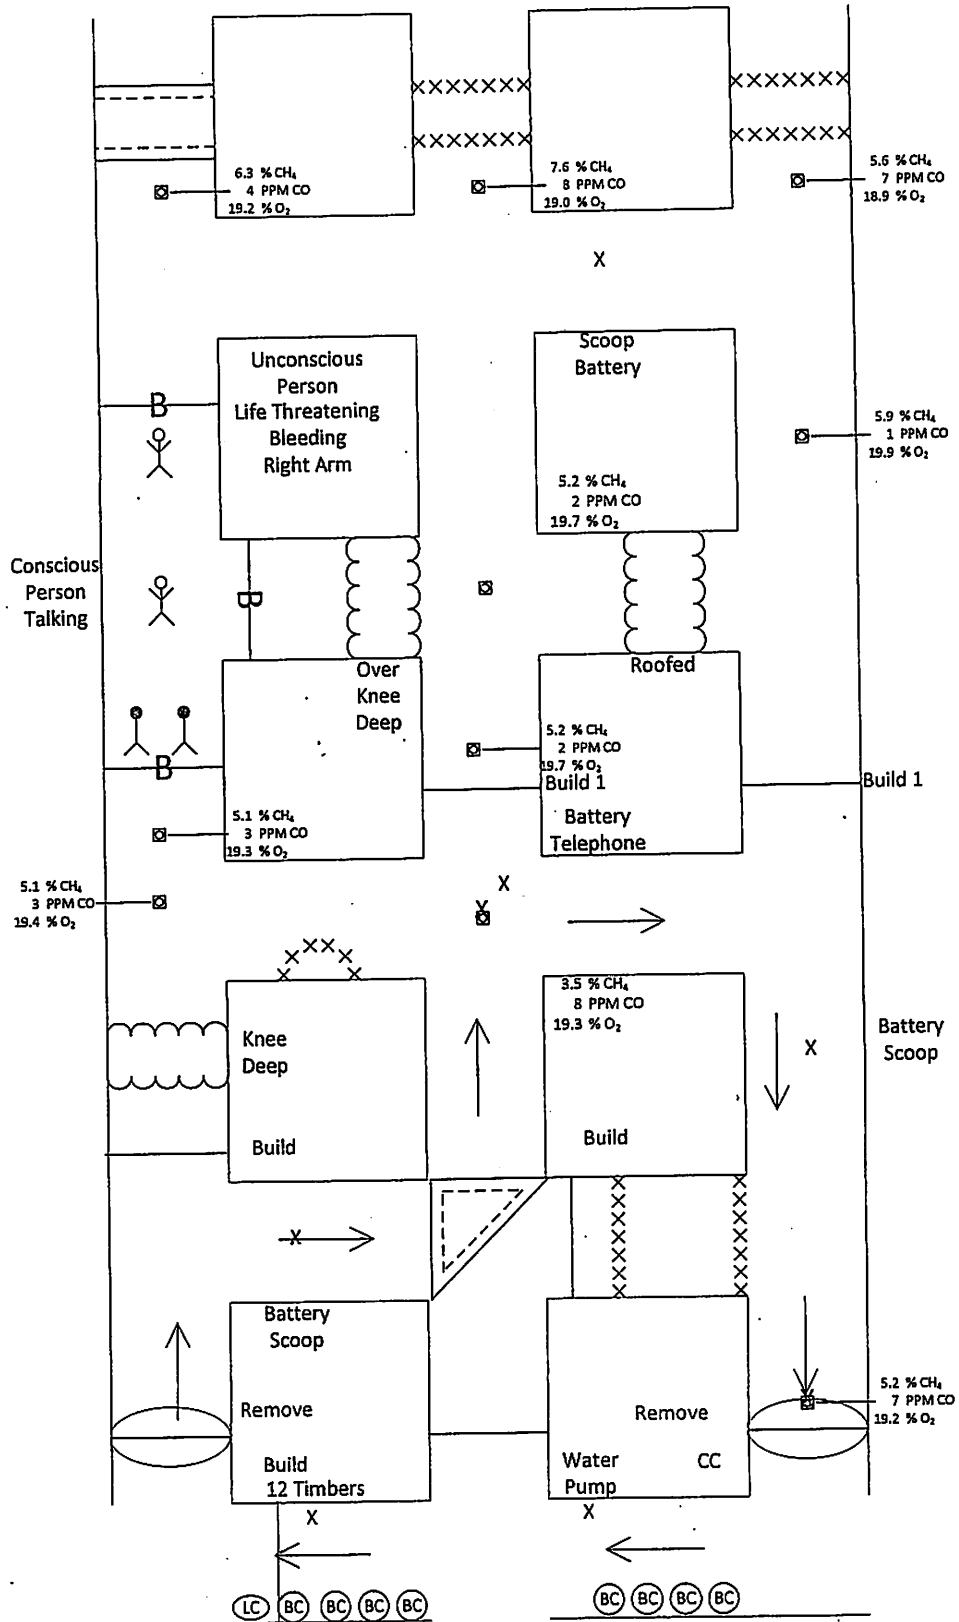 6.3 % CH₄
4 PPM CO
19.2 % O₂
7.6 % CH₄
8 PPM CO
19.0 % O₂
5.6 % CH₄
7 PPM CO
18.9 % O₂
X
Unconscious
Person
Life Threatening
Bleeding
Right Arm
Scoop
Battery
B
5.9 % CH₄
1 PPM CO
19.9 % O₂
5.2 % CH₄
2 PPM CO
19.7 % O₂
Conscious
Person
Talking
B
Over
Knee
Deep
Roofed
B
5.2 % CH₄
2 PPM CO
19.7 % O₂
Build 1
Build 1
Battery
Telephone
5.1 % CH₄
3 PPM CO
19.3 % O₂
5.1 % CH₄
3 PPM CO
19.4 % O₂
X
3.5 % CH₄
8 PPM CO
19.3 % O₂
Knee
Deep
X
Battery
Scoop
Build
Build
X
Battery
Scoop
5.2 % CH₄
7 PPM CO
19.2 % O₂
Remove
Remove
Build
12 Timbers
Water
Pump
CC
X
X
LC BC BC BC BC
BC BC BC BC